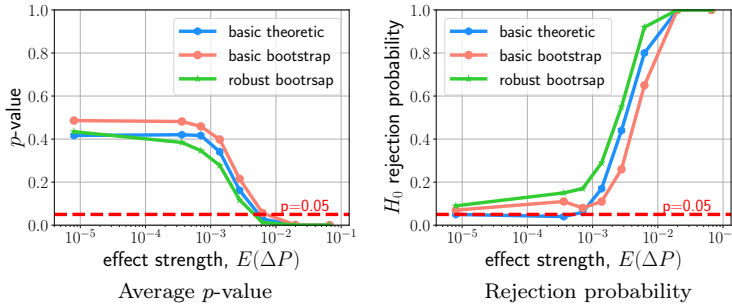 1.0
0.8
0.6
0.4
0.2
0.0
p-value
basic theoretic
basic bootstrap
robust bootrsap
p=0.05
10⁻⁵ 10⁻⁴ 10⁻³ 10⁻² 10⁻¹
effect strength, E(ΔP)
Average p-value
1.0
0.8
0.6
0.4
0.2
0.0
H₀ rejection probability
basic theoretic
basic bootstrap
robust bootrsap
p=0.05
10⁻⁵ 10⁻⁴ 10⁻³ 10⁻² 10⁻¹
effect strength, E(ΔP)
Rejection probability